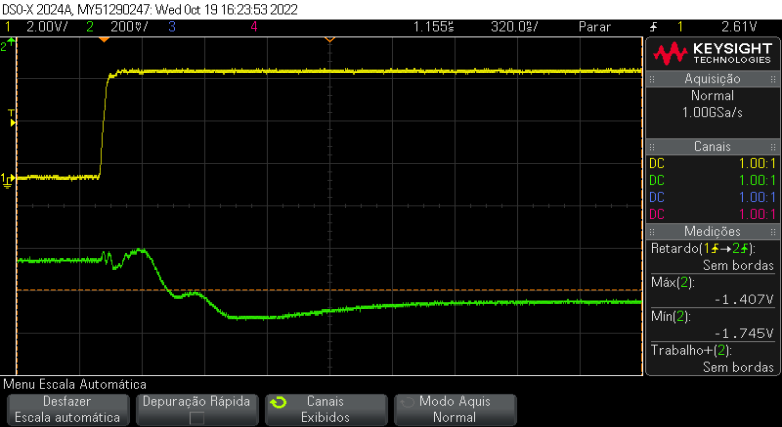 DSO-X 2024A, MY51290247: Wed Oct 19 16:23:53 2022
1 2.00V/ 2 200V/ 3 4 1.155s 320.0s/ Parar 1 2.61V
2
T
1
KEYSIGHT
TECHNOLOGIES
Aquisição
Normal
1.00GSa/s
Canais
DC 1.00:1
DC 1.00:1
DC 1.00:1
DC 1.00:1
Medições
Retardo(1→2):
Sem bordas
Máx(2):
-1.407V
Mín(2):
-1.745V
Trabalho+(2):
Sem bordas
Menu Escala Automática
Desfazer
Escala automática
Depuração Rápida
Canais
Exibidos
Modo Aquis
Normal